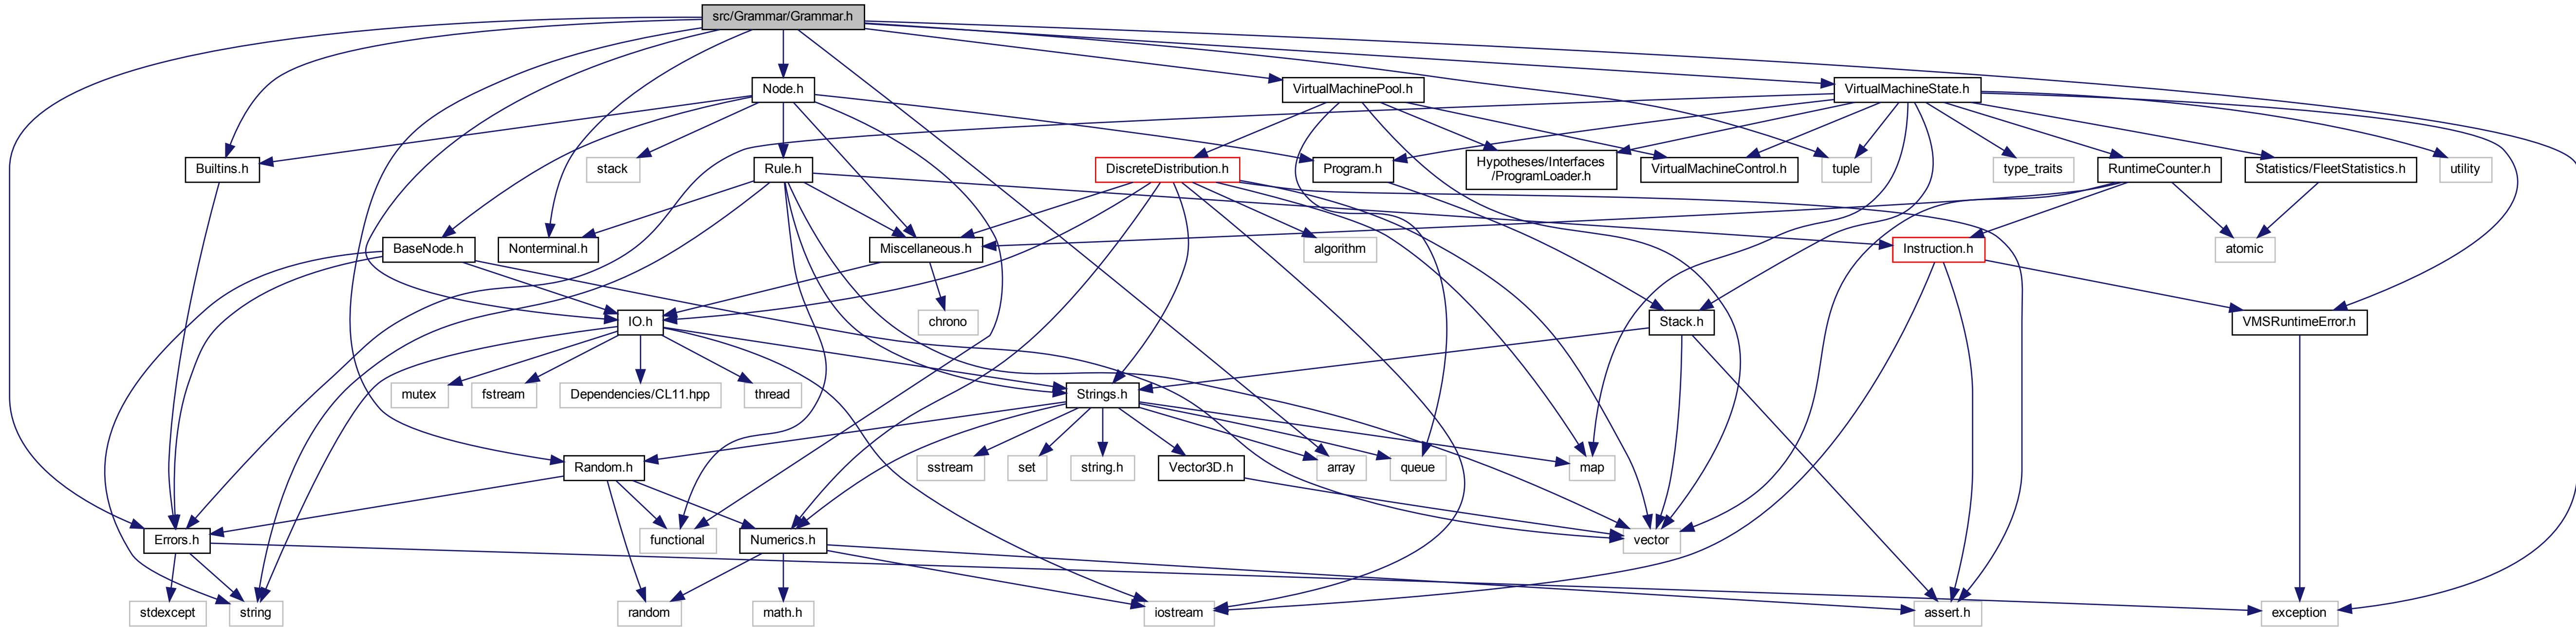 src/Grammar/Grammar.h
Node.h
VirtualMachinePool.h
VirtualMachineState.h
Builtins.h
stack
Rule.h
DiscreteDistribution.h
Program.h
Hypotheses/Interfaces
/ProgramLoader.h
VirtualMachineControl.h
tuple
type_traits
RuntimeCounter.h
Statistics/FleetStatistics.h
utility
BaseNode.h
Nonterminal.h
Miscellaneous.h
algorithm
Instruction.h
atomic
IO.h
chrono
Stack.h
VMSRuntimeError.h
mutex
fstream
Dependencies/CL11.hpp
thread
Strings.h
Random.h
sstream
set
string.h
Vector3D.h
array
queue
map
Errors.h
functional
Numerics.h
vector
stdexcept
string
random
math.h
iostream
assert.h
exception